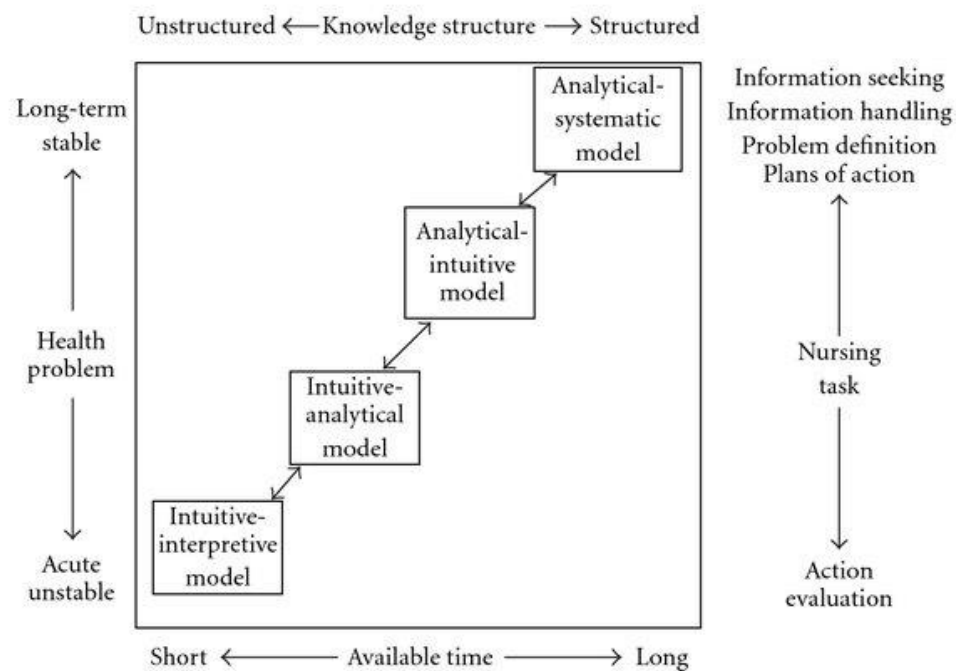 Unstructured Knowledge structure Structured
Long-term
stable
Health
problem
Acute
unstable
Analytical-
systematic
model
Analytical-
intuitive
model
Intuitive-
analytical
model
Intuitive-
interpretive
model
Information seeking
Information handling
Problem definition
Plans of action
Nursing
task
Action
evaluation
Short Available time Long